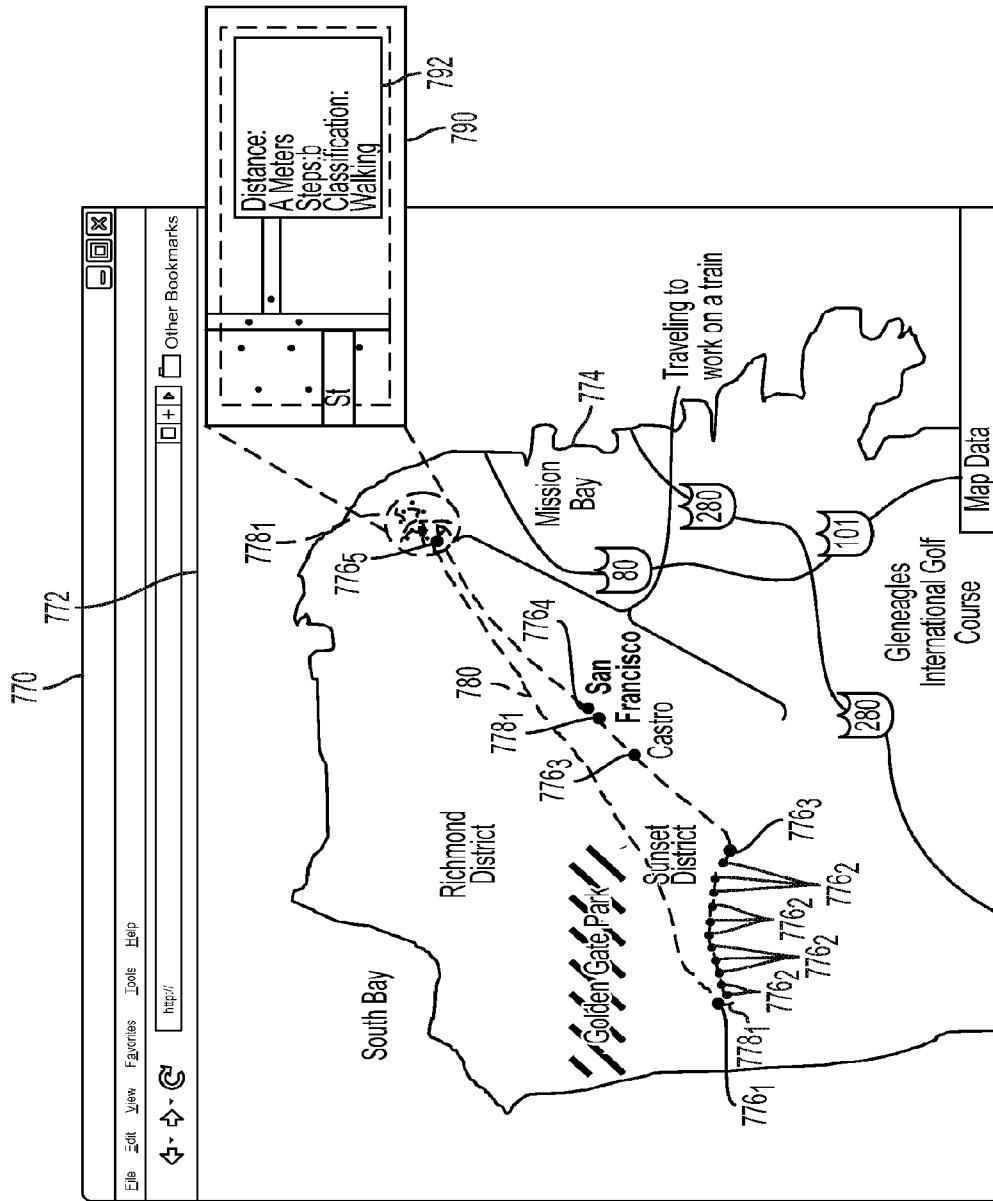 770
772
File Edit View Favorites Tools Help
http://
Other Bookmarks
South Bay
Richmond
District
Golden Gate Park
Sunset
District
San
Francisco
Castro
Mission
Bay
774
7781
7765
780
7781
7764
7763
7763
7762
7762
7762
7762
7781
7761
80
280
101
280
Traveling to
work on a train
Gleneagles
International Golf
Course
Map Data
St
Distance:
A Meters
Steps:b
Classification:
Walking
792
790